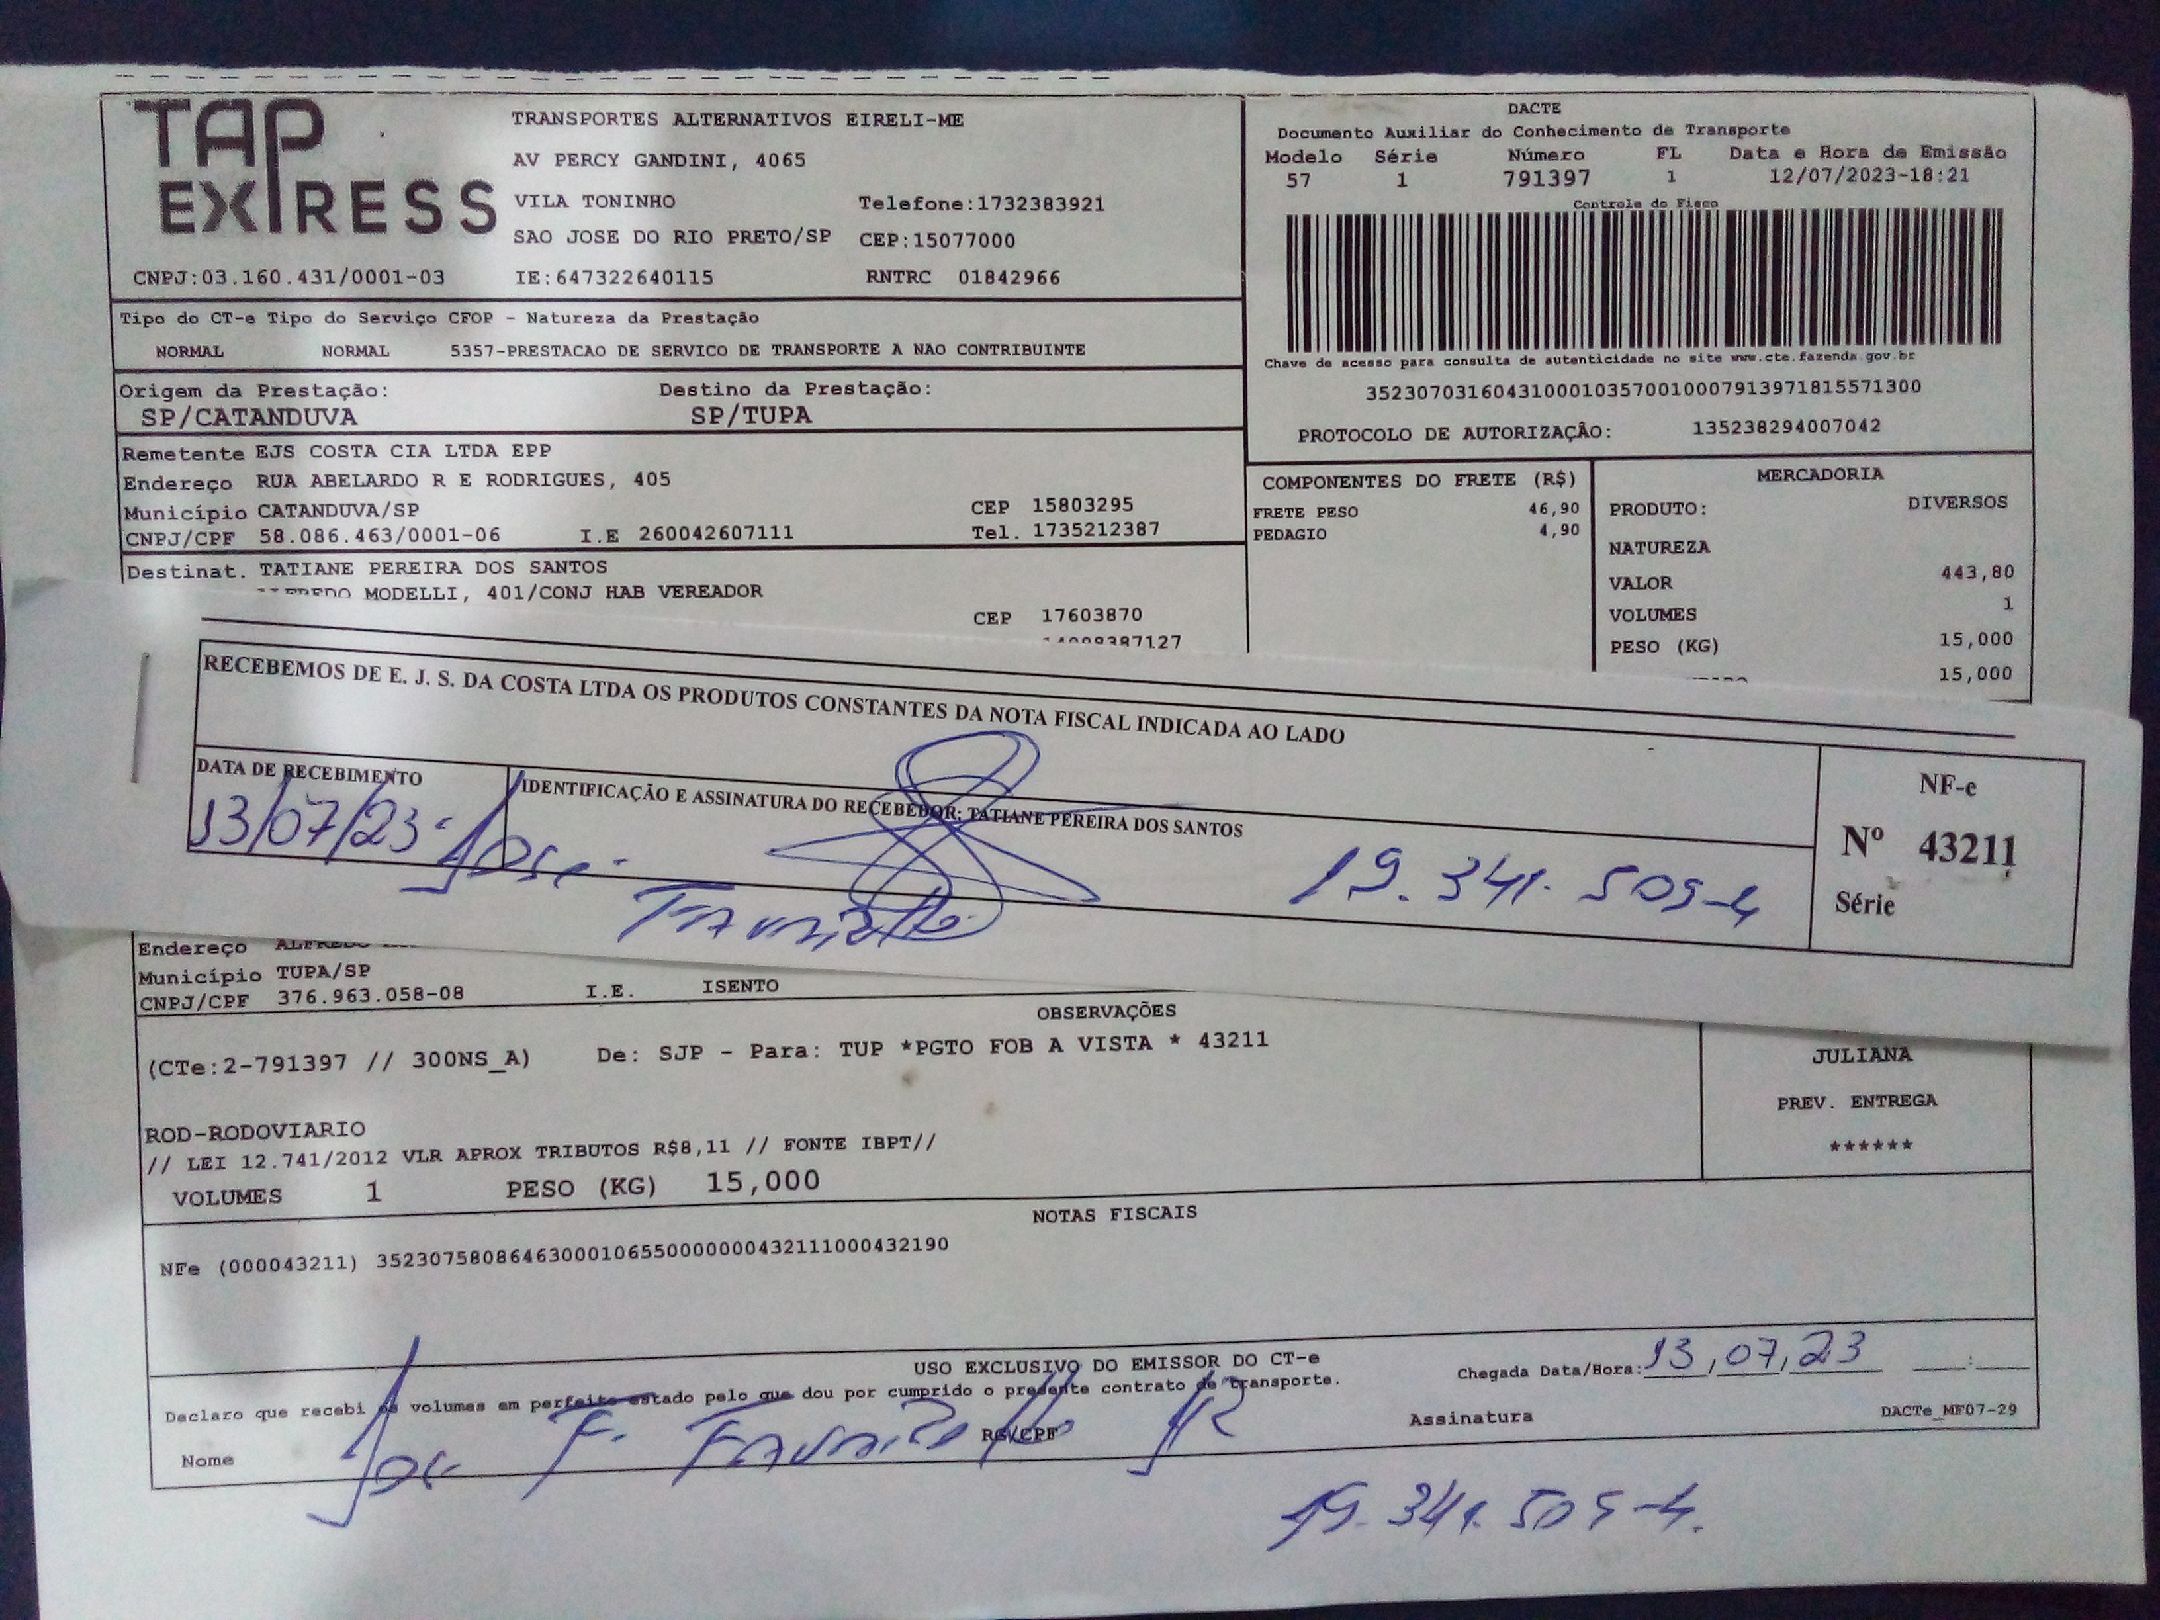 TAP EXPRESS
TRANSPORTES ALTERNATIVOS EIRELI-ME
AV PERCY GANDINI, 4065
VILA TONINHO Telefone:1732383921
SAO JOSE DO RIO PRETO/SP CEP:15077000
CNPJ:03.160.431/0001-03 IE:647322640115 RNTRC 01842966
DACTE
Documento Auxiliar do Conhecimento de Transporte
Modelo Série Número FL Data e Hora de Emissão
57 1 791397 1 12/07/2023-18:21
Controle do Fisco
Chave de acesso para consulta de autenticidade no site www.cte.fazenda.gov.br
35230703160431000103570010007913971815571300
PROTOCOLO DE AUTORIZAÇÂO: 135238294007042
Tipo do CT-e Tipo do Serviço CFOP - Natureza da Prestação
NORMAL NORMAL 5357-PRESTACAO DE SERVICO DE TRANSPORTE A NAO CONTRIBUINTE
Origem da Prestação: Destino da Prestação:
SP/CATANDUVA SP/TUPA
Remetente EJS COSTA CIA LTDA EPP
Endereço RUA ABELARDO R E RODRIGUES, 405
Município CATANDUVA/SP CEP 15803295
CNPJ/CPF 58.086.463/0001-06 I.E 260042607111 Tel. 1735212387
Destinat. TATIANE PEREIRA DOS SANTOS
MODELLI, 401/CONJ HAB VEREADOR
CEP 17603870
COMPONENTES DO FRETE (R$)
FRETE PESO 46,90
PEDAGIO 4,90
MERCADORIA
PRODUTO: DIVERSOS
NATUREZA
VALOR 443,80
VOLUMES 1
PESO (KG) 15,000
15,000
RECEBEMOS DE E. J. S. DA COSTA LTDA OS PRODUTOS CONSTANTES DA NOTA FISCAL INDICADA AO LADO
DATA DE RECEBIMENTO
13/07/23
IDENTIFICAÇÃO E ASSINATURA DO RECEBEDOR: TATIANE PEREIRA DOS SANTOS
Jose
19.341.505-4
NF-e
Nº 43211
Série
Endereço
Município TUPA/SP
CNPJ/CPF 376.963.058-08 I.E. ISENTO
OBSERVAÇÕES
(CTe:2-791397 // 300NS_A) De: SJP - Para: TUP *PGTO FOB A VISTA * 43211
ROD-RODOVIARIO
// LEI 12.741/2012 VLR APROX TRIBUTOS R$8,11 // FONTE IBPT//
VOLUMES 1 PESO (KG) 15,000
JULIANA
PREV. ENTREGA
******
NOTAS FISCAIS
NFe (000043211) 35230758086463000106550000000432111000432190
USO EXCLUSIVO DO EMISSOR DO CT-e
Chegada Data/Hora: 13,07,23 :
Declaro que recebi os volumes em perfeito estado pelo que dou por cumprido o presente contrato de transporte.
Nome RG/CPF Assinatura DACTe_MF07-29
Jose F. JR
19.341.505-4.